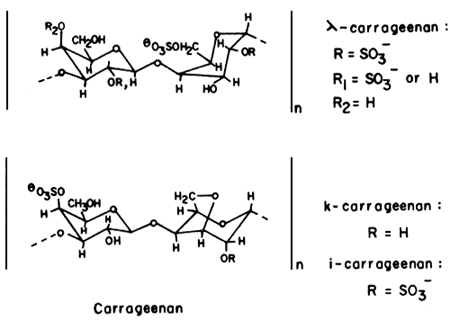 R₂O
H
CH₂OH
H
H
OR₁
H
H
H
⊖O₃SOH₂C
HO
H
H
OR
H
n
λ-carrageenan :
R = SO₃⁻
R₁ = SO₃⁻ or H
R₂ = H
⊖O₃SO
CH₂OH
H
H
H
OH
H
H
H₂C
O
H
H
H
OR
H
n
k-carrageenan :
R = H
i-carrageenan :
R = SO₃⁻
Carrageenan